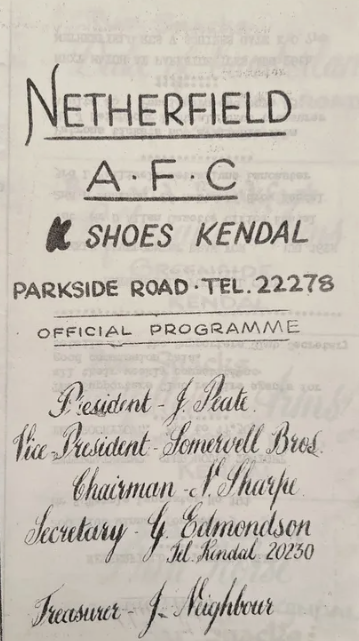 NETHERFIELD
A·F·C
K SHOES KENDAL
PARKSIDE ROAD·TEL. 22278
OFFICIAL PROGRAMME
President - J. Peate.
Vice-President - Somervell Bros.
Chairman - N. Sharpe.
Secretary - G. Edmondson
Tel. Kendal 20230
Treasurer - J. Neighbour